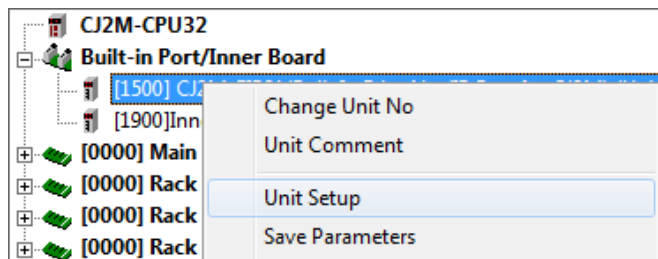 CJ2M-CPU32
Built-in Port/Inner Board
[1500]
[1900]Inn
[0000] Main
[0000] Rack
[0000] Rack
[0000] Rack
Change Unit No
Unit Comment
Unit Setup
Save Parameters